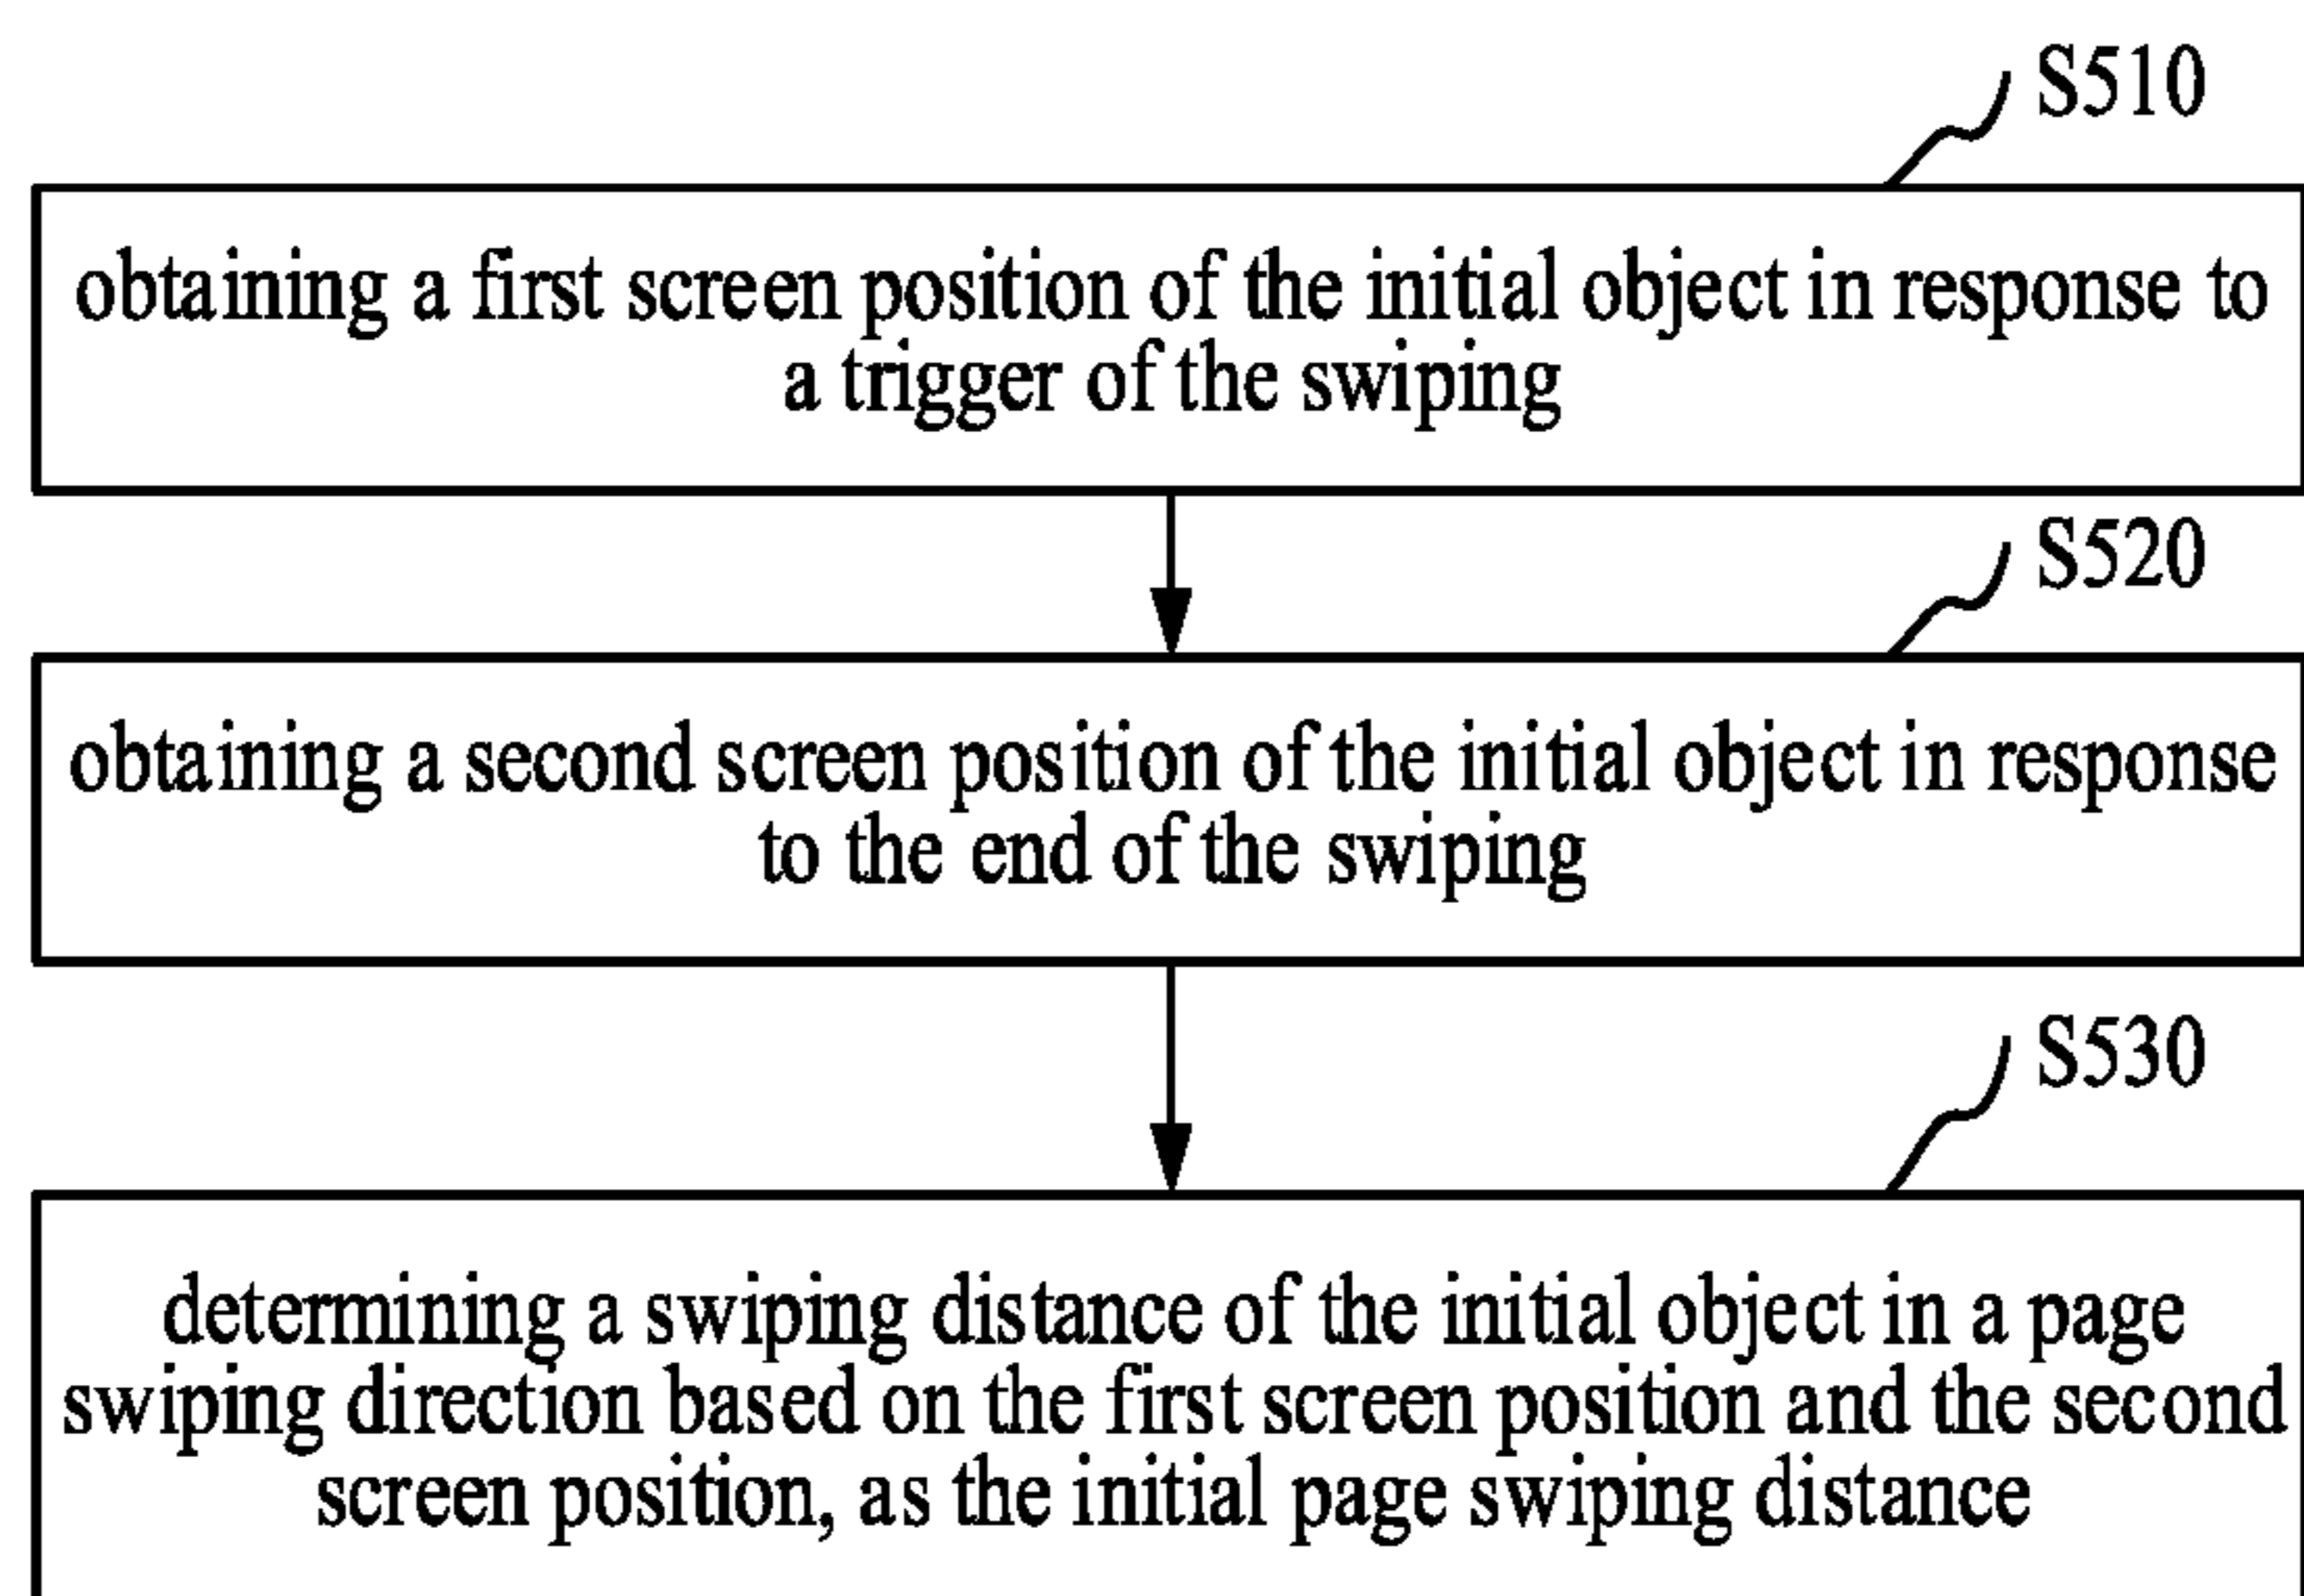 S510
obtaining a first screen position of the initial object in response to
a trigger of the swiping
S520
obtaining a second screen position of the initial object in response
to the end of the swiping
S530
determining a swiping distance of the initial object in a page
swiping direction based on the first screen position and the second
screen position, as the initial page swiping distance